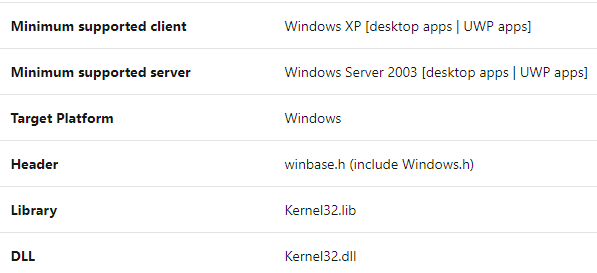 Minimum supported client Windows XP [desktop apps | UWP apps]
Minimum supported server Windows Server 2003 [desktop apps | UWP apps]
Target Platform Windows
Header winbase.h (include Windows.h)
Library Kernel32.lib
DLL Kernel32.dll